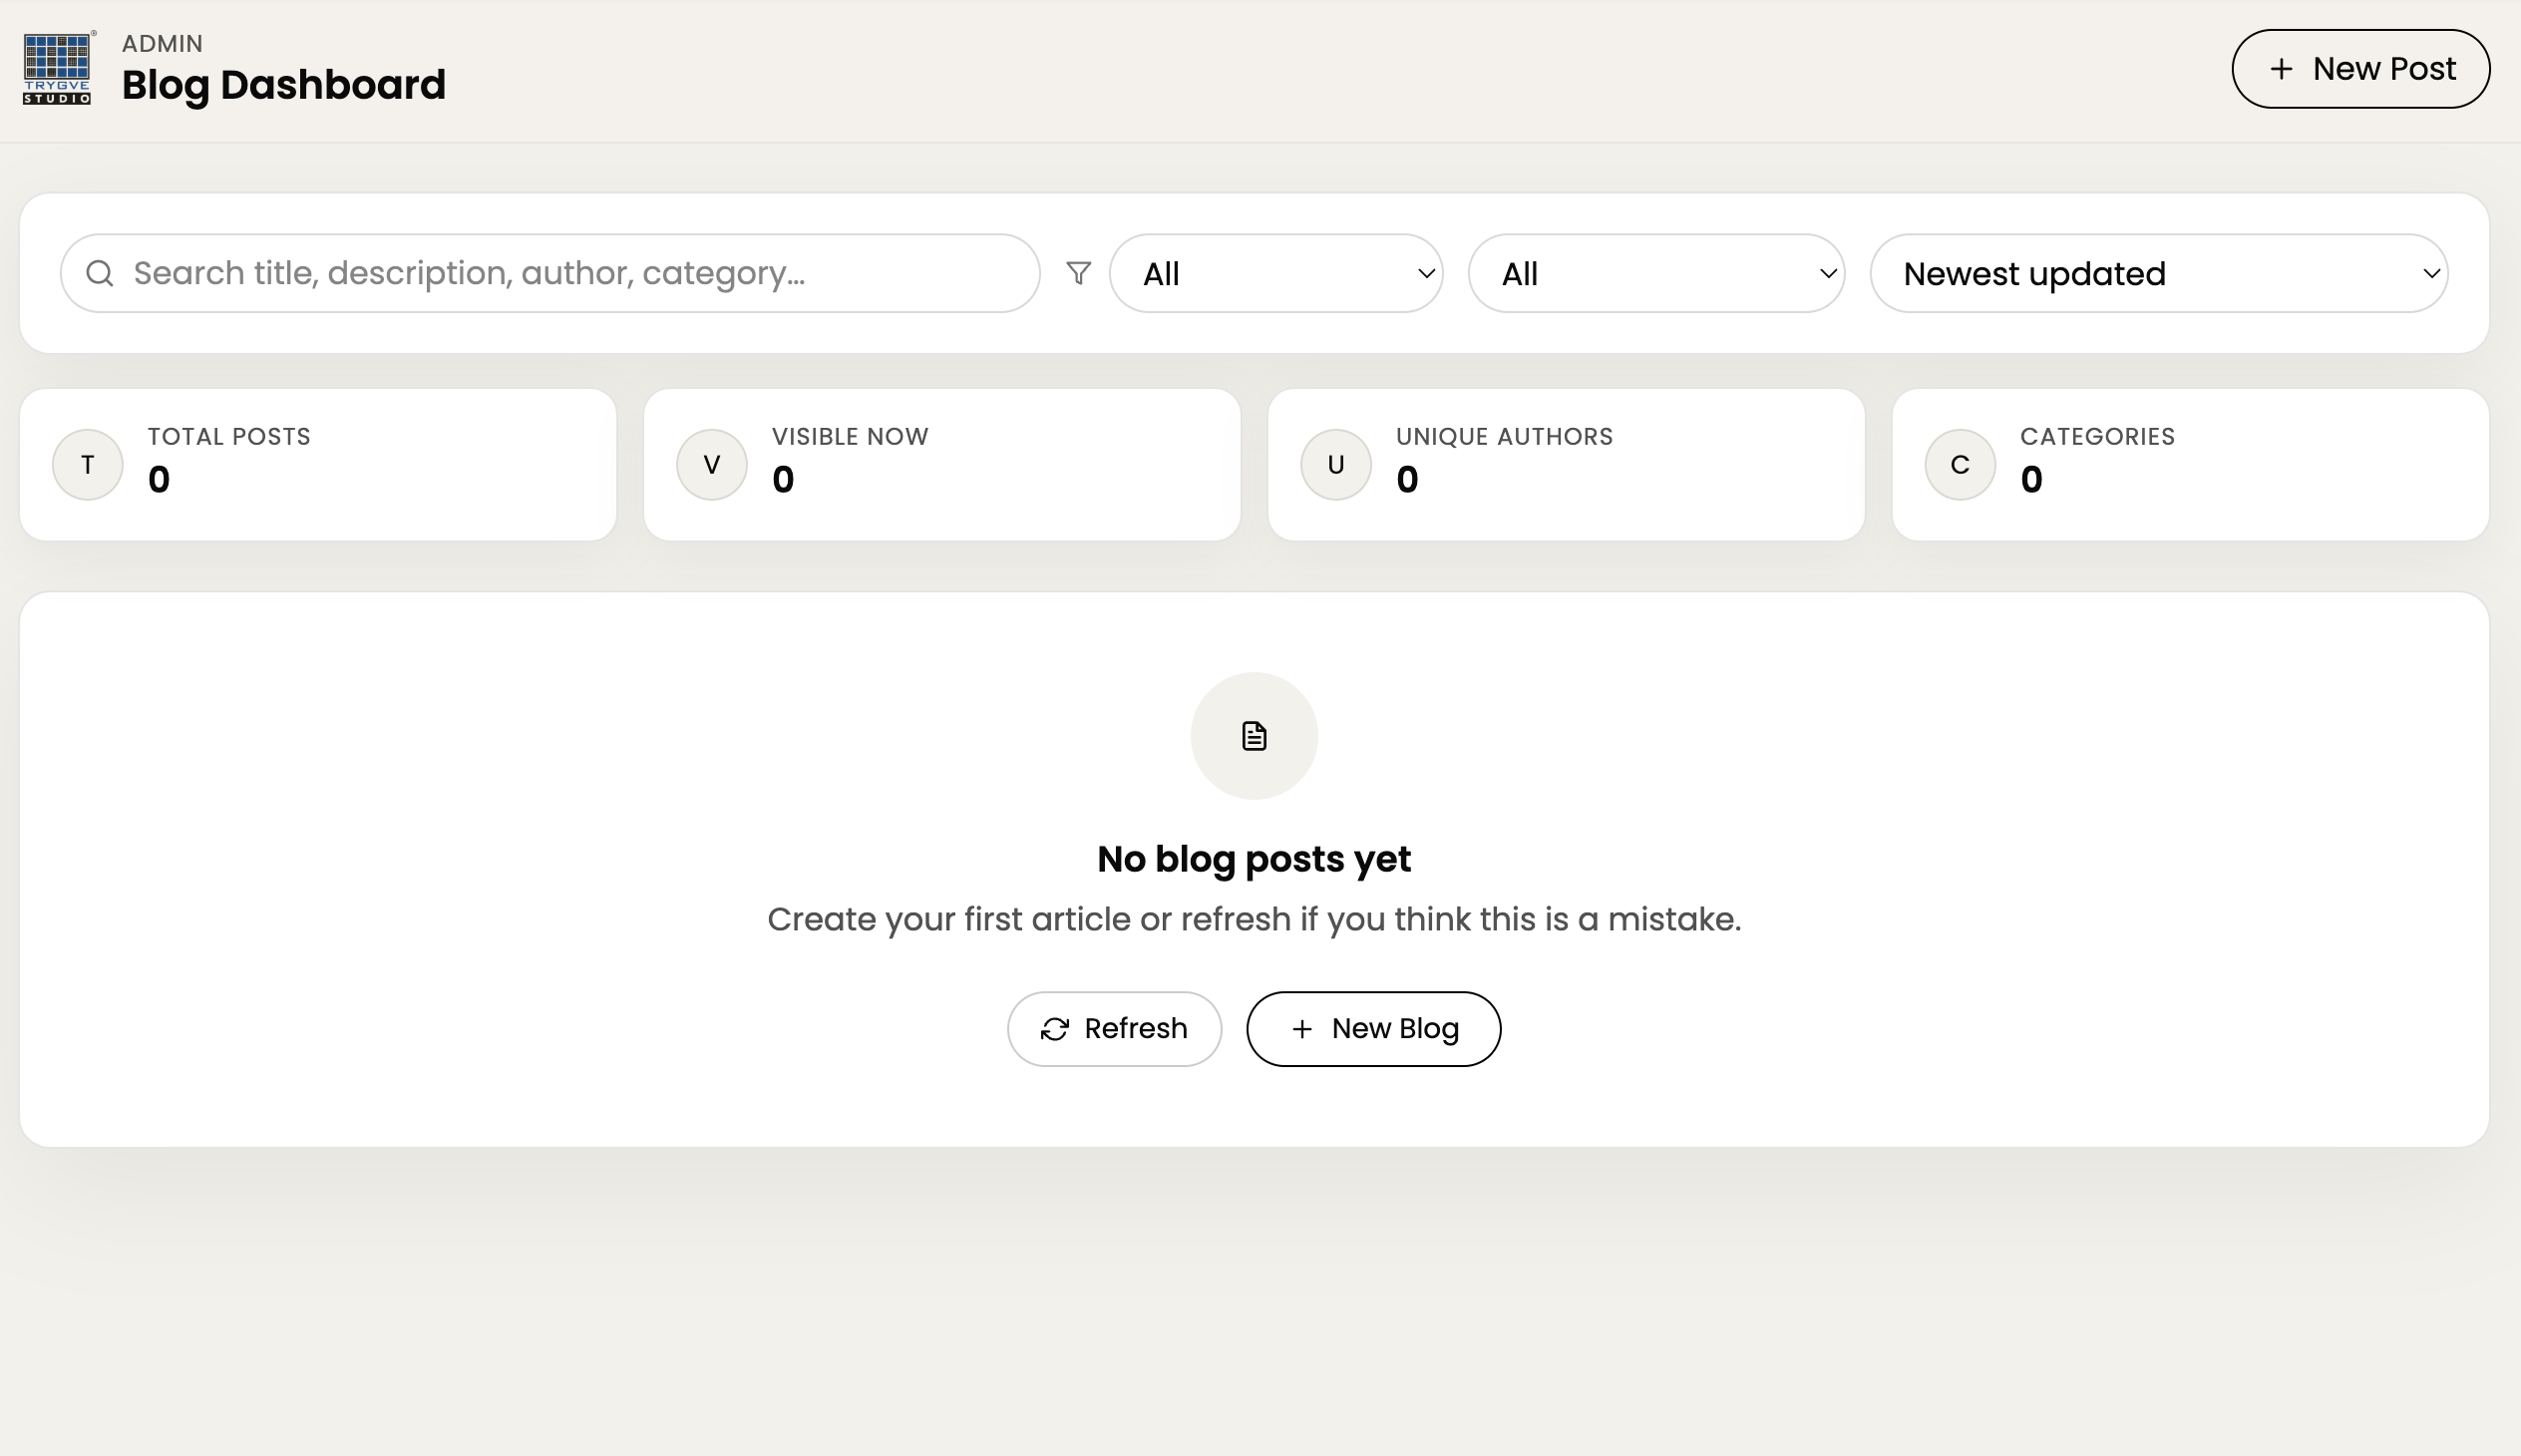 ADMIN
Blog Dashboard
TRYGVE
STUDIO
®
+ New Post
Search title, description, author, category...
All
All
Newest updated
T
TOTAL POSTS
0
V
VISIBLE NOW
0
U
UNIQUE AUTHORS
0
C
CATEGORIES
0
No blog posts yet
Create your first article or refresh if you think this is a mistake.
Refresh
+ New Blog